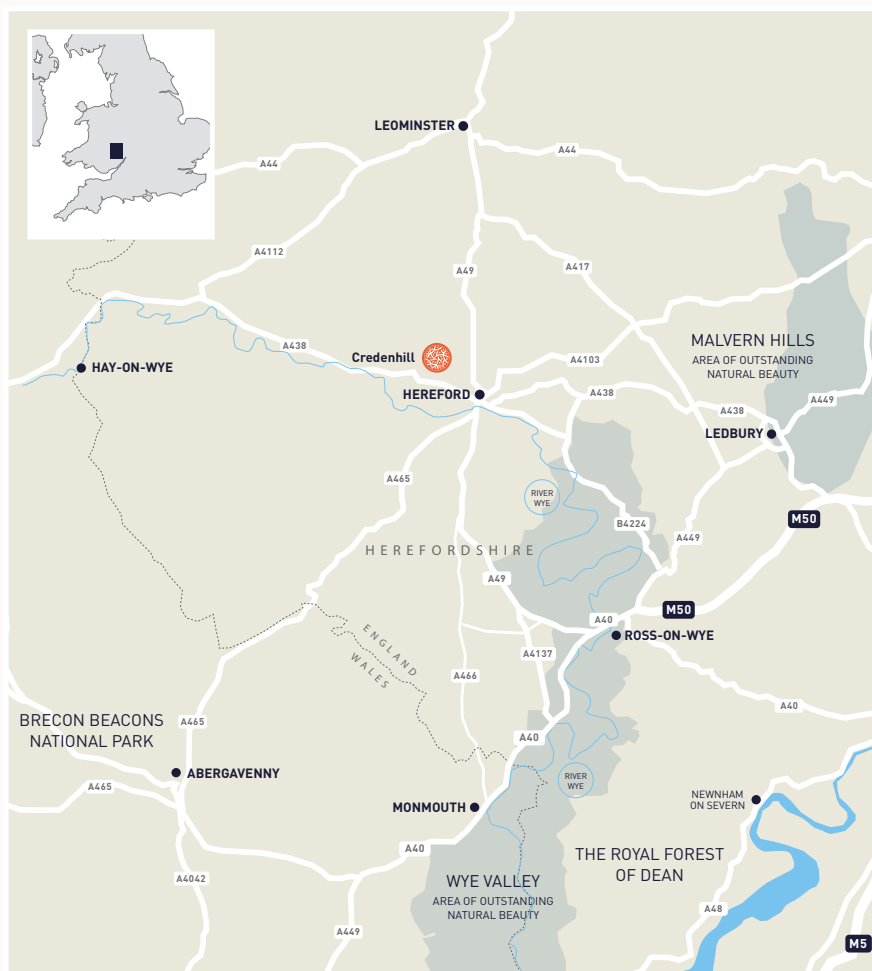 LEOMINSTER
A44
A44
A4112
A49
A417
MALVERN HILLS
AREA OF OUTSTANDING
NATURAL BEAUTY
A438
Credenhill
A4103
HAY-ON-WYE
HEREFORD
A438
A438
A449
LEDBURY
A465
RIVER
WYE
M50
B4224
A449
HEREFORDSHIRE
A49
M50
A40
ROSS-ON-WYE
ENGLAND
WALES
A4137
A466
A40
BRECON BEACONS
NATIONAL PARK
A465
A40
ABERGAVENNY
A465
RIVER
WYE
MONMOUTH
NEWNHAM
ON SEVERN
A40
THE ROYAL FOREST
OF DEAN
A4042
WYE VALLEY
AREA OF OUTSTANDING
NATURAL BEAUTY
A48
A449
M5